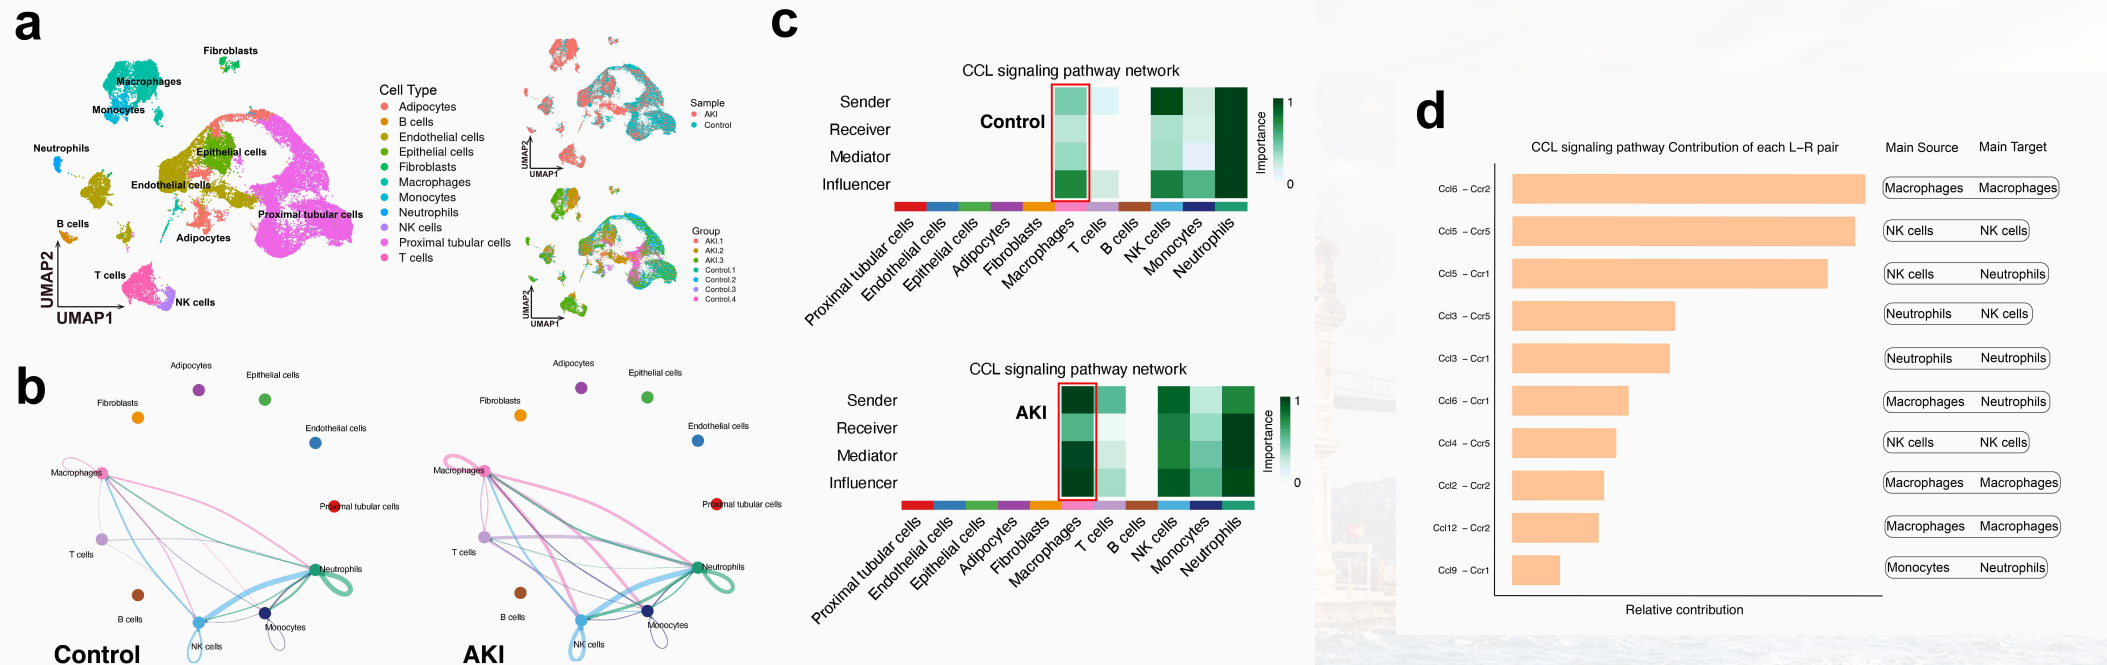 a
Fibroblasts
Macrophages
Monocytes
Neutrophils
Epithelial cells
Endothelial cells
Proximal tubular cells
B cells
Adipocytes
T cells
NK cells
UMAP2
UMAP1
Cell Type
Adipocytes
B cells
Endothelial cells
Epithelial cells
Fibroblasts
Macrophages
Monocytes
Neutrophils
NK cells
Proximal tubular cells
T cells
UMAP2
UMAP1
Sample
AKI
Control
UMAP2
UMAP1
Group
AKI.1
AKI.2
AKI.3
Control.1
Control.2
Control.3
Control.4
b
Adipocytes
Epithelial cells
Fibroblasts
Endothelial cells
Macrophages
Proximal tubular cells
T cells
Neutrophils
B cells
Monocytes
NK cells
Control
Adipocytes
Epithelial cells
Fibroblasts
Endothelial cells
Macrophages
Proximal tubular cells
T cells
Neutrophils
B cells
Monocytes
NK cells
AKI
c
CCL signaling pathway network
Control
Sender
Receiver
Mediator
Influencer
Proximal tubular cells
Endothelial cells
Epithelial cells
Adipocytes
Fibroblasts
Macrophages
T cells
B cells
NK cells
Monocytes
Neutrophils
Importance
1
0
CCL signaling pathway network
AKI
Sender
Receiver
Mediator
Influencer
Proximal tubular cells
Endothelial cells
Epithelial cells
Adipocytes
Fibroblasts
Macrophages
T cells
B cells
NK cells
Monocytes
Neutrophils
Importance
1
0
d
CCL signaling pathway Contribution of each L−R pair Main Source Main Target
Ccl6 − Ccr2 Macrophages Macrophages
Ccl5 − Ccr5 NK cells NK cells
Ccl5 − Ccr1 NK cells Neutrophils
Ccl3 − Ccr5 Neutrophils NK cells
Ccl3 − Ccr1 Neutrophils Neutrophils
Ccl6 − Ccr1 Macrophages Neutrophils
Ccl4 − Ccr5 NK cells NK cells
Ccl2 − Ccr2 Macrophages Macrophages
Ccl12 − Ccr2 Macrophages Macrophages
Ccl9 − Ccr1 Monocytes Neutrophils
Relative contribution